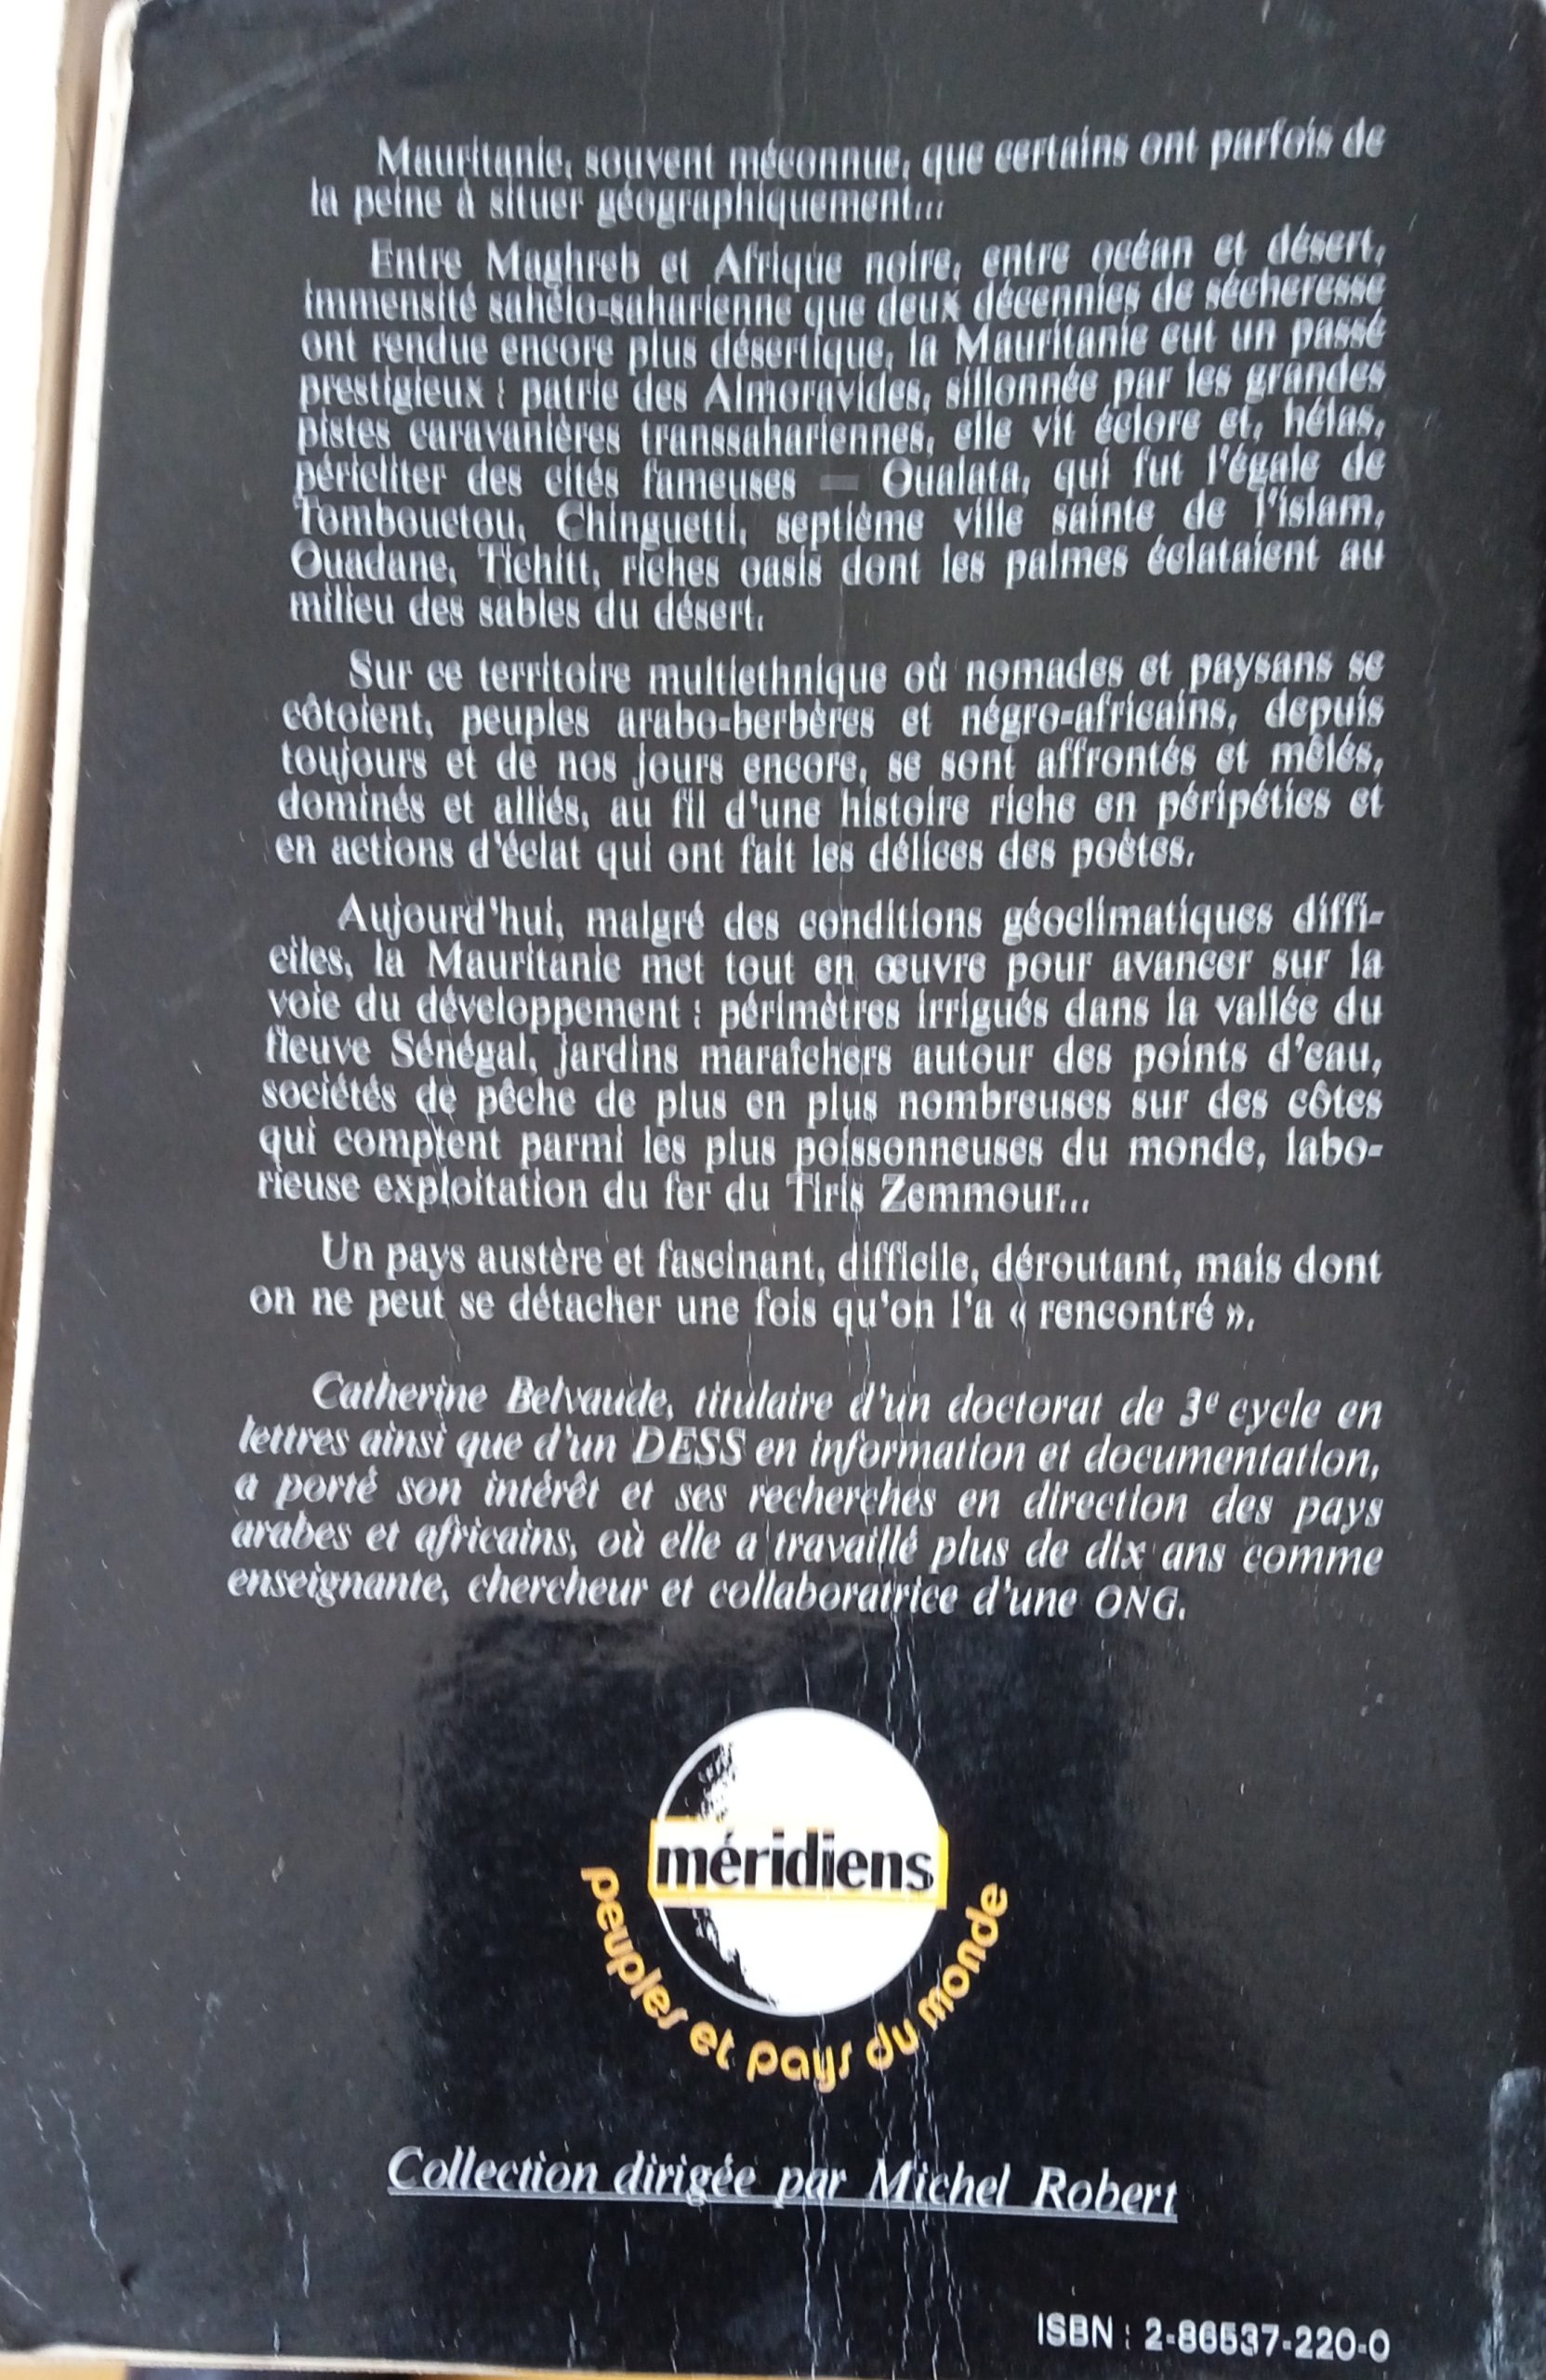 Mauritanie, souvent méconnue, que certains ont parfois de
la peine à situer géographiquement...
Entre Maghreb et Afrique noire, entre océan et désert,
immensité sahélo-saharienne que deux décennies de sécheresse
ont rendue encore plus désertique, la Mauritanie eut un passé
prestigieux : patrie des Almoravides, sillonnée par les grandes
pistes caravanières transsahariennes, elle vit éclore et, hélas,
péricliter des cités fameuses — Oualata, qui fut l'égale de
Tombouctou, Chinguetti, septième ville sainte de l'islam,
Ouadane, Tichitt, riches oasis dont les palmes éclataient au
milieu des sables du désert.
Sur ce territoire multiethnique où nomades et paysans se
côtoient, peuples arabo-berbères et négro-africains, depuis
toujours et de nos jours encore, se sont affrontés et mêlés,
dominés et alliés, au fil d'une histoire riche en péripéties et
en actions d'éclat qui ont fait les délices des poètes.
Aujourd'hui, malgré des conditions géoclimatiques diffi-
ciles, la Mauritanie met tout en œuvre pour avancer sur la
voie du développement : périmètres irrigués dans la vallée du
fleuve Sénégal, jardins maraîchers autour des points d'eau,
sociétés de pêche de plus en plus nombreuses sur des côtes
qui comptent parmi les plus poissonneuses du monde, labo-
rieuse exploitation du fer du Tiris Zemmour...
Un pays austère et fascinant, difficile, déroutant, mais dont
on ne peut se détacher une fois qu'on l'a « rencontré ».
Catherine Belvaude, titulaire d'un doctorat de 3e cycle en
lettres ainsi que d'un DESS en information et documentation,
a porté son intérêt et ses recherches en direction des pays
arabes et africains, où elle a travaillé plus de dix ans comme
enseignante, chercheur et collaboratrice d'une ONG.
méridiens
peuples et pays du monde
Collection dirigée par Michel Robert
ISBN : 2-86537-220-0